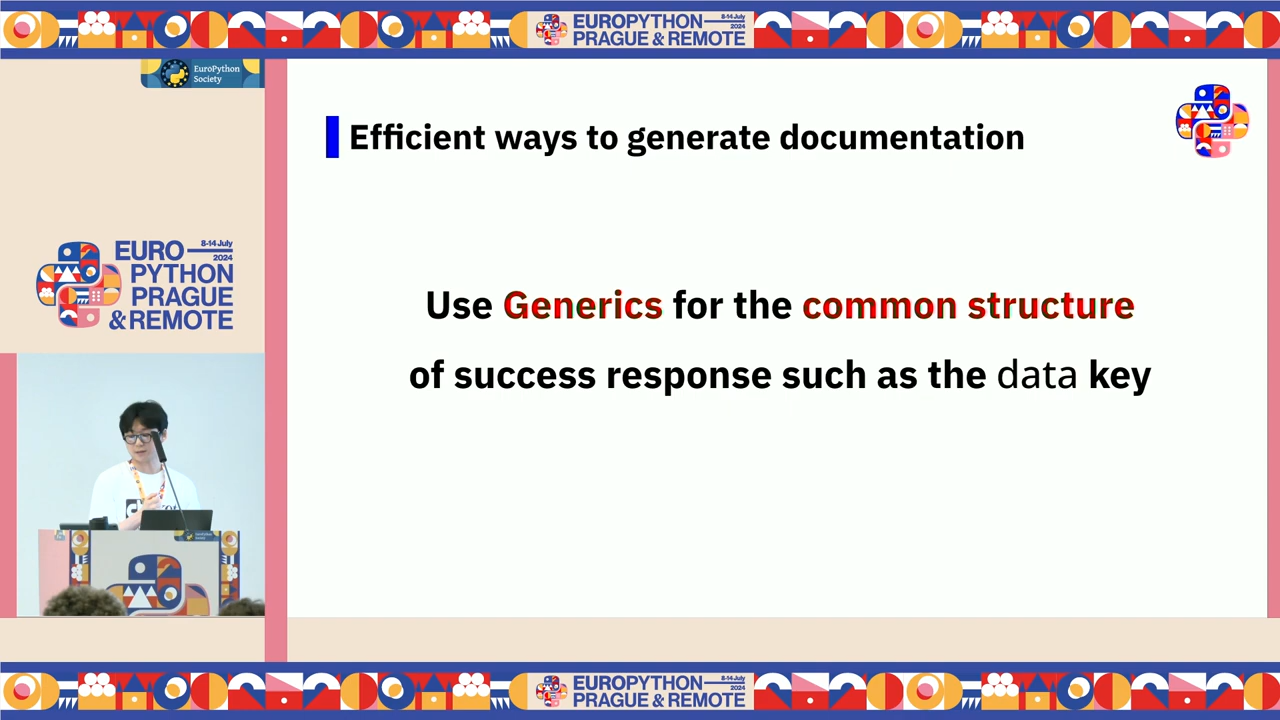 EUROPYTHON
8-14 July
2024
PRAGUE & REMOTE
EuroPython
Society
Efficient ways to generate documentation
EURO
8-14 July
2024
PYTHON
PRAGUE
& REMOTE
Use Generics for the common structure
of success response such as the data key
EUROPYTHON
8-14 July
2024
PRAGUE & REMOTE